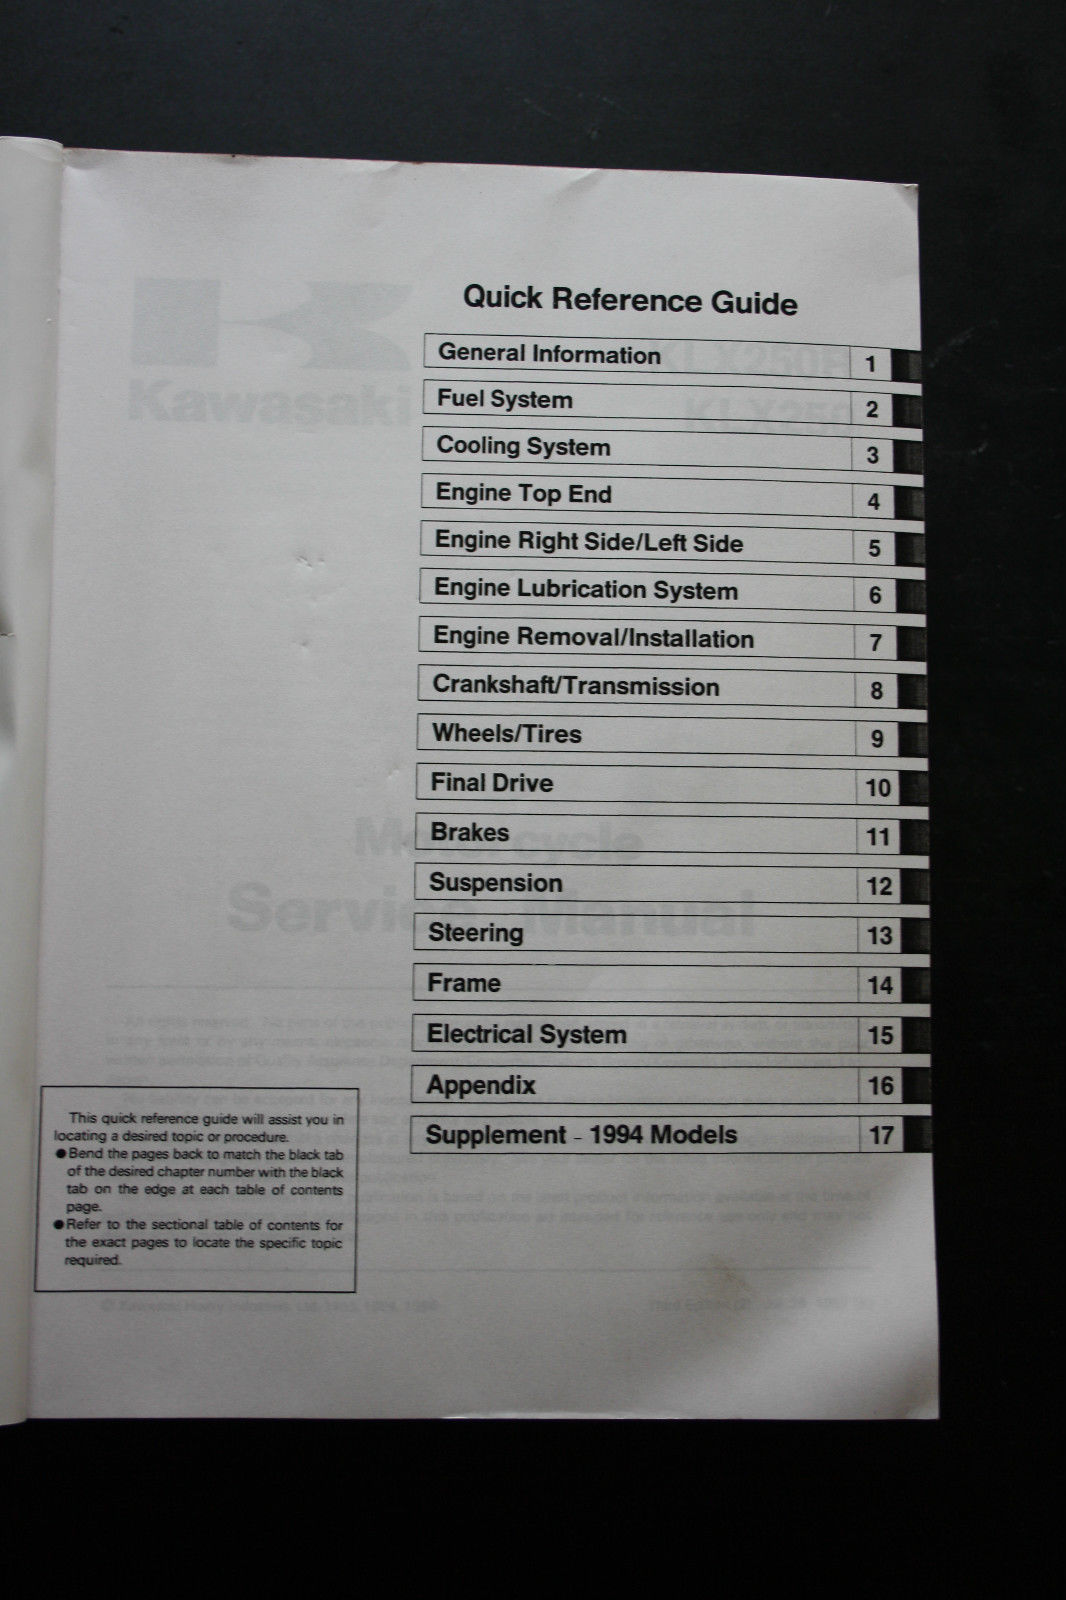 Quick Reference Guide
General Information 1
Fuel System 2
Cooling System 3
Engine Top End 4
Engine Right Side/Left Side 5
Engine Lubrication System 6
Engine Removal/Installation 7
Crankshaft/Transmission 8
Wheels/Tires 9
Final Drive 10
Brakes 11
Suspension 12
Steering 13
Frame 14
Electrical System 15
Appendix 16
Supplement - 1994 Models 17
This quick reference guide will assist you in
locating a desired topic or procedure.
●Bend the pages back to match the black tab
of the desired chapter number with the black
tab on the edge at each table of contents
page.
●Refer to the sectional table of contents for
the exact pages to locate the specific topic
required.
Kawasaki
Motorcycle
Service Manual